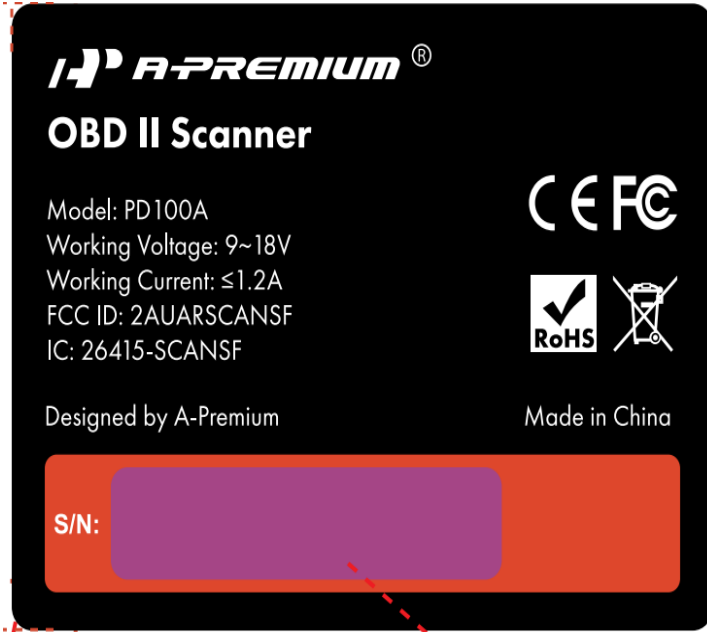 A-PREMIUM ®
OBD II Scanner
Model: PD100A
Working Voltage: 9~18V
Working Current: ≤1.2A
FCC ID: 2AUARSCANSF
IC: 26415-SCANSF
CE FC
RoHS
Designed by A-Premium
Made in China
S/N: